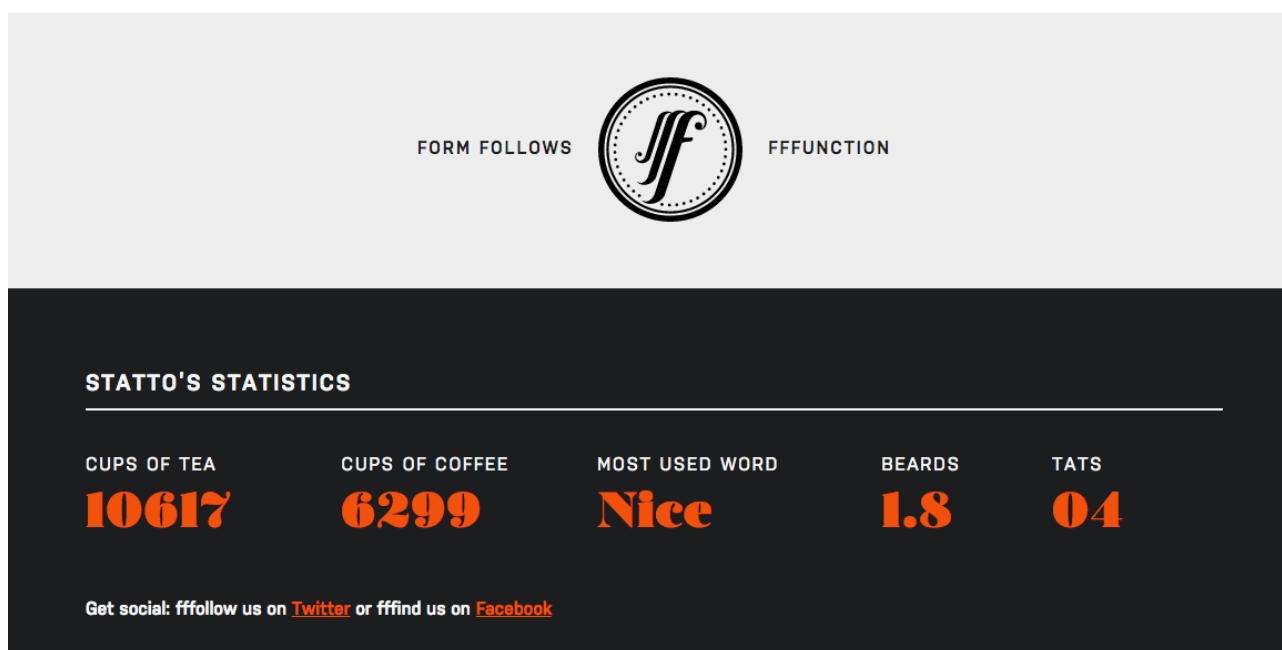 FORM FOLLOWS fff FFFUNCTION
STATTO'S STATISTICS
CUPS OF TEA CUPS OF COFFEE MOST USED WORD BEARDS TATS
10617 6299 Nice 1.8 04
Get social: fffollow us on Twitter or fffind us on Facebook